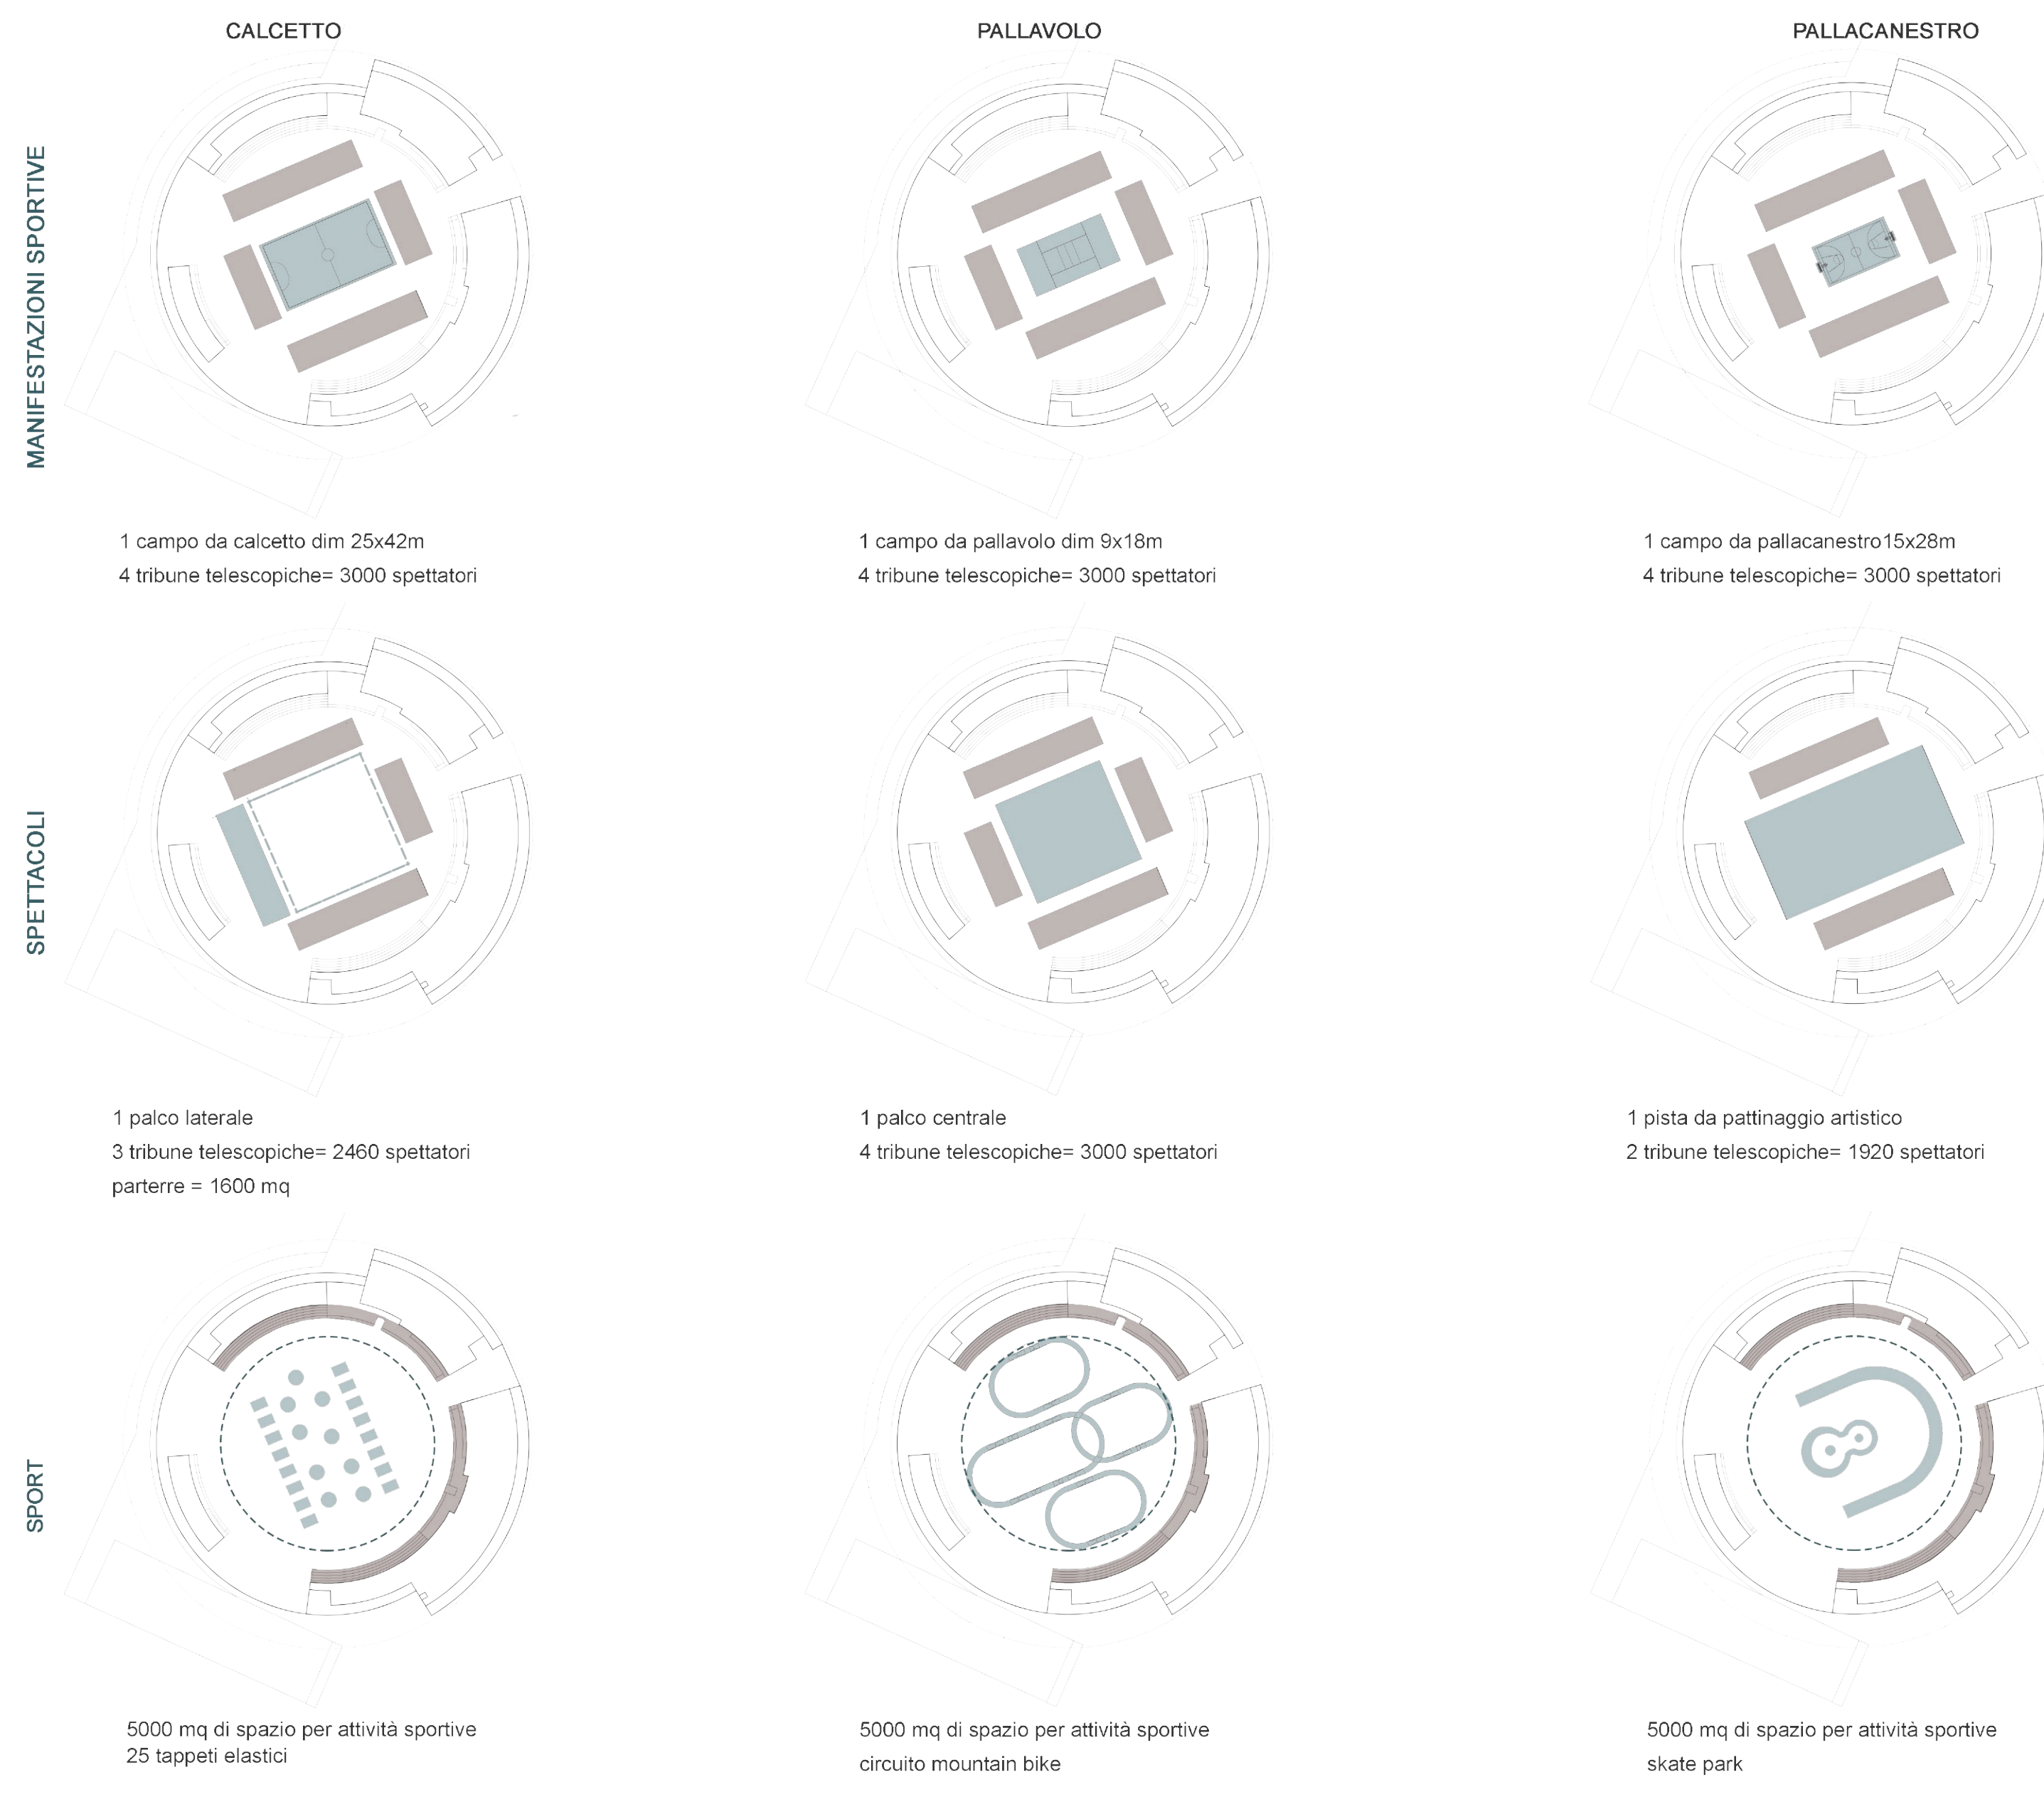 CALCETTO
PALLAVOLO
PALLACANESTRO
MANIFESTAZIONI SPORTIVE
1 campo da calcetto dim 25x42m
4 tribune telescopiche= 3000 spettatori
1 campo da pallavolo dim 9x18m
4 tribune telescopiche= 3000 spettatori
1 campo da pallacanestro15x28m
4 tribune telescopiche= 3000 spettatori
SPETTACOLI
1 palco laterale
3 tribune telescopiche= 2460 spettatori
parterre = 1600 mq
1 palco centrale
4 tribune telescopiche= 3000 spettatori
1 pista da pattinaggio artistico
2 tribune telescopiche= 1920 spettatori
SPORT
5000 mq di spazio per attività sportive
25 tappeti elastici
5000 mq di spazio per attività sportive
circuito mountain bike
5000 mq di spazio per attività sportive
skate park